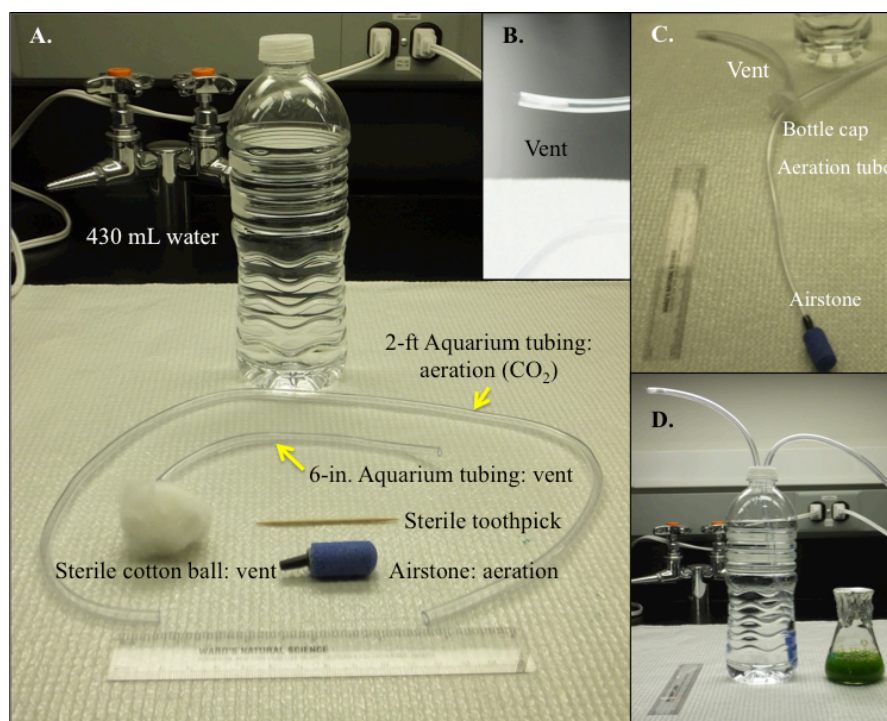 A.
B.
Vent
C.
Vent
Bottle cap
Aeration tube
Airstone
430 mL water
2-ft Aquarium tubing:
aeration (CO₂)
6-in. Aquarium tubing: vent
Sterile toothpick
Sterile cotton ball: vent
Airstone: aeration
WARD'S NATURAL SCIENCE
D.